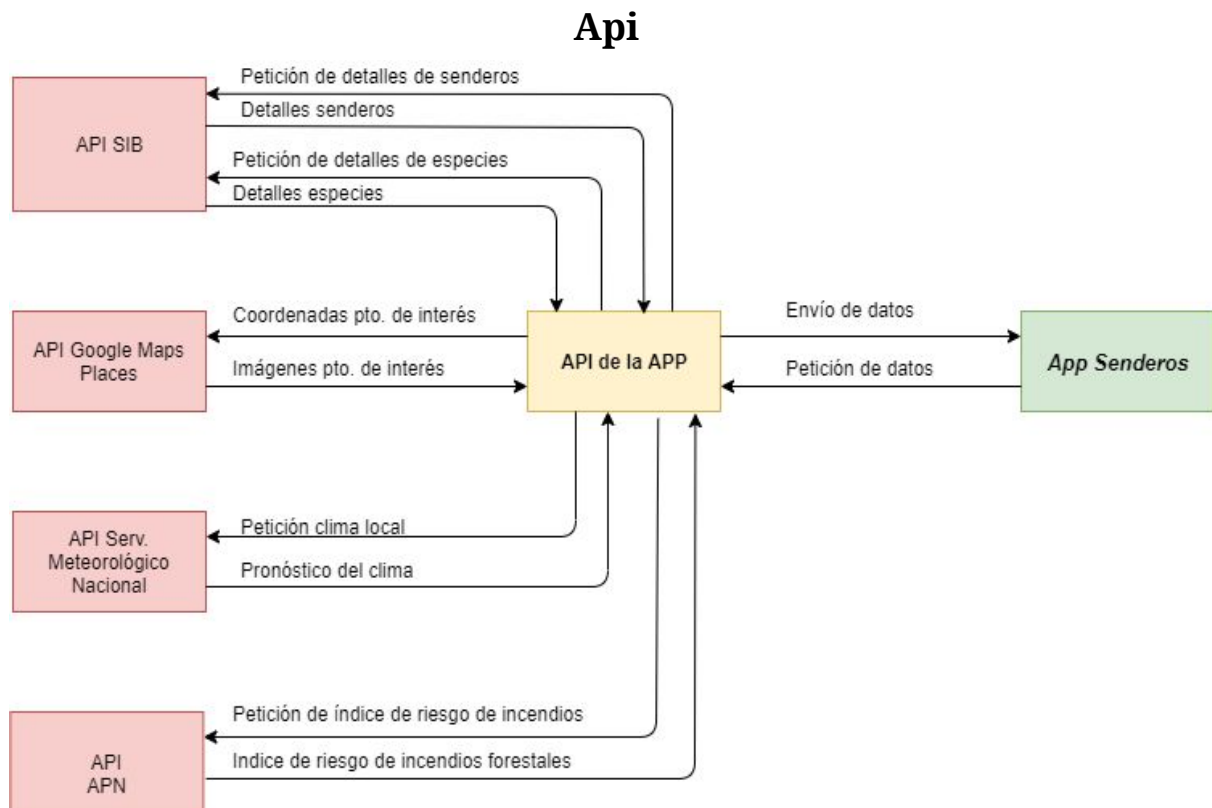 Api
Petición de detalles de senderos
Detalles senderos
API SIB
Petición de detalles de especies
Detalles especies
Coordenadas pto. de interés
Envío de datos
API Google Maps
Places
Imágenes pto. de interés
API de la APP
Petición de datos
App Senderos
Petición clima local
API Serv.
Meteorológico
Nacional
Pronóstico del clima
Petición de índice de riesgo de incendios
Indice de riesgo de incendios forestales
API
APN